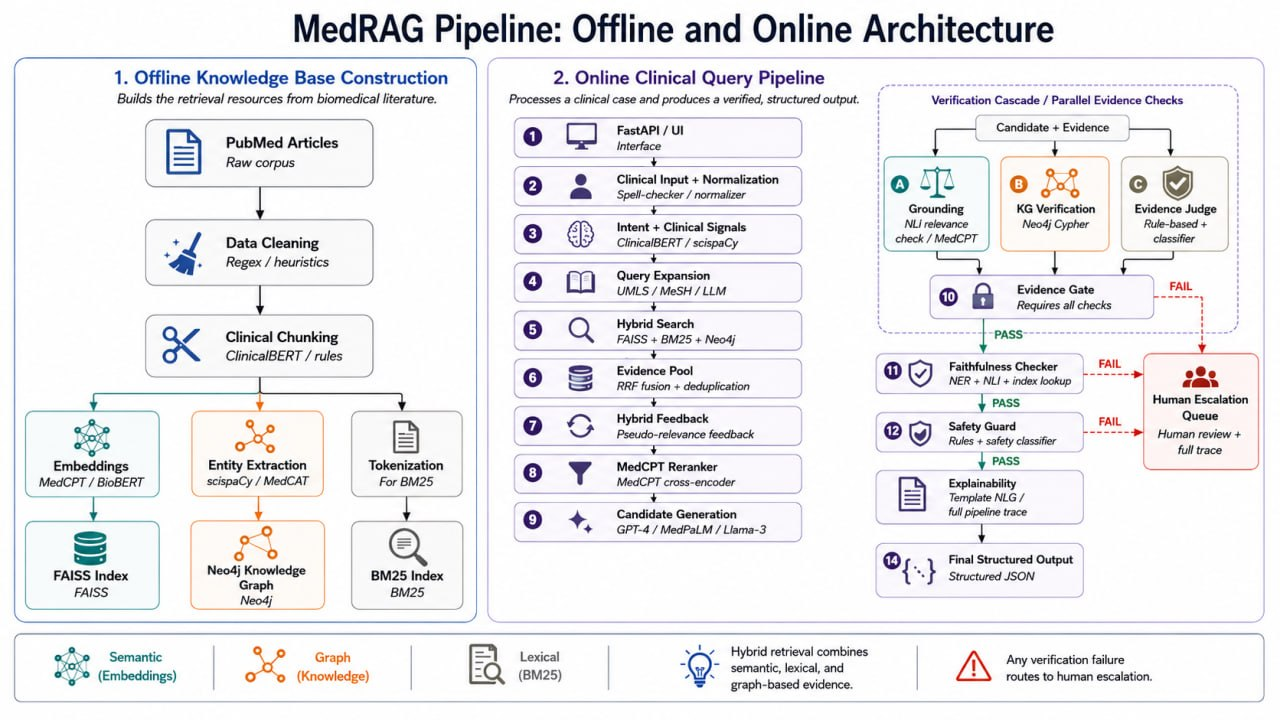 MedRAG Pipeline: Offline and Online Architecture
1. Offline Knowledge Base Construction
Builds the retrieval resources from biomedical literature.
PubMed Articles
Raw corpus
Data Cleaning
Regex / heuristics
Clinical Chunking
ClinicalBERT / rules
Embeddings
MedCPT / BioBERT
Entity Extraction
scispaCy / MedCAT
Tokenization
For BM25
FAISS Index
FAISS
Neo4j Knowledge
Graph
Neo4j
BM25 Index
BM25
2. Online Clinical Query Pipeline
Processes a clinical case and produces a verified, structured output.
1
FastAPI / UI
Interface
2
Clinical Input + Normalization
Spell-checker / normalizer
3
Intent + Clinical Signals
ClinicalBERT / scispaCy
4
Query Expansion
UMLS / MeSH / LLM
5
Hybrid Search
FAISS + BM25 + Neo4j
6
Evidence Pool
RRF fusion + deduplication
7
Hybrid Feedback
Pseudo-relevance feedback
8
MedCPT Reranker
MedCPT cross-encoder
9
Candidate Generation
GPT-4 / MedPaLM / Llama-3
Verification Cascade / Parallel Evidence Checks
Candidate + Evidence
A
Grounding
NLI relevance
check / MedCPT
B
KG Verification
Neo4j Cypher
C
Evidence Judge
Rule-based +
classifier
10
Evidence Gate
Requires all checks
FAIL
PASS
11
Faithfulness Checker
NER + NLI + index lookup
FAIL
PASS
12
Safety Guard
Rules + safety classifier
FAIL
PASS
Human Escalation
Queue
Human review +
full trace
Explainability
Template NLG /
full pipeline trace
14
Final Structured Output
Structured JSON
Semantic
(Embeddings)
Graph
(Knowledge)
Lexical
(BM25)
Hybrid retrieval combines
semantic, lexical, and
graph-based evidence.
Any verification failure
routes to human escalation.